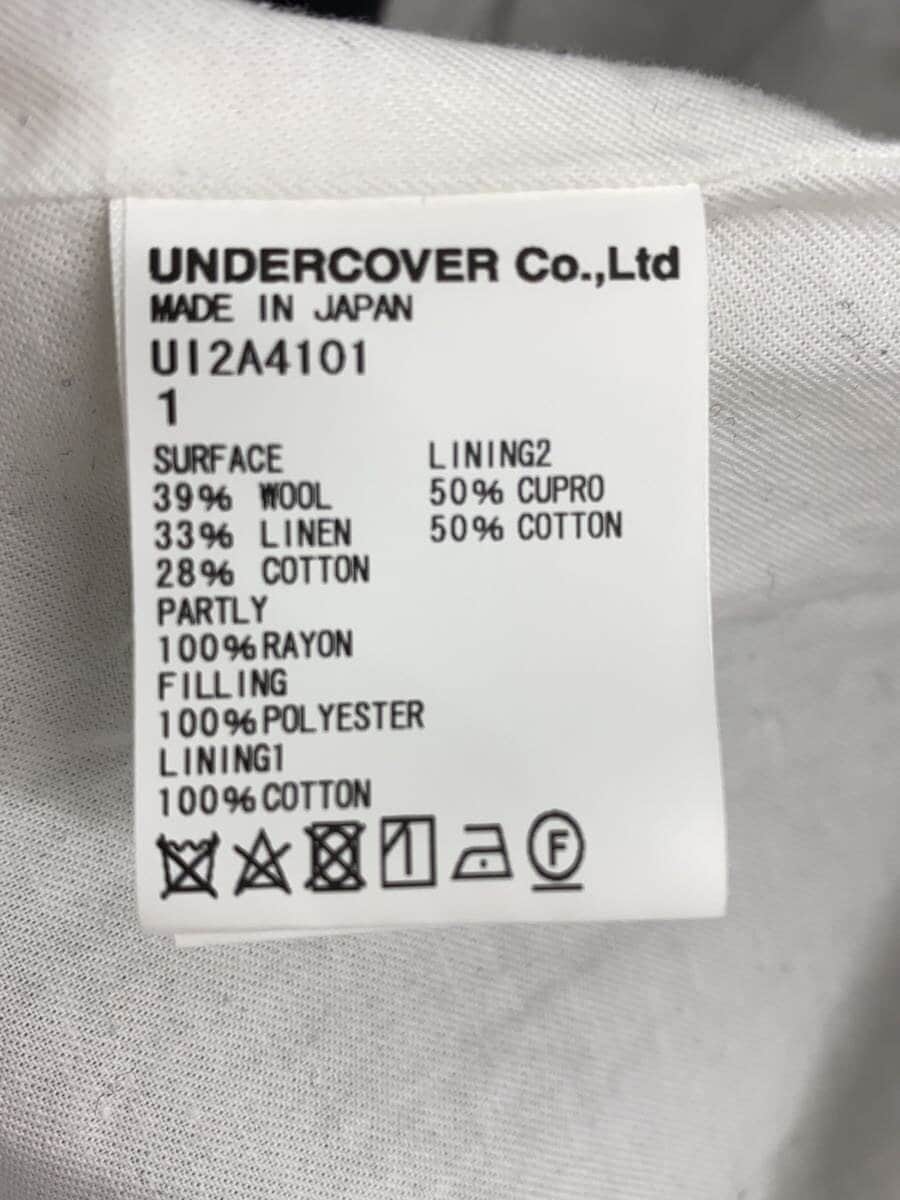 UNDERCOVER Co.,Ltd
MADE IN JAPAN
UI2A4101
1
SURFACE
39% WOOL
33% LINEN
28% COTTON
PARTLY
100%RAYON
FILLING
100%POLYESTER
LINING1
100%COTTON
LINING2
50% CUPRO
50% COTTON
F